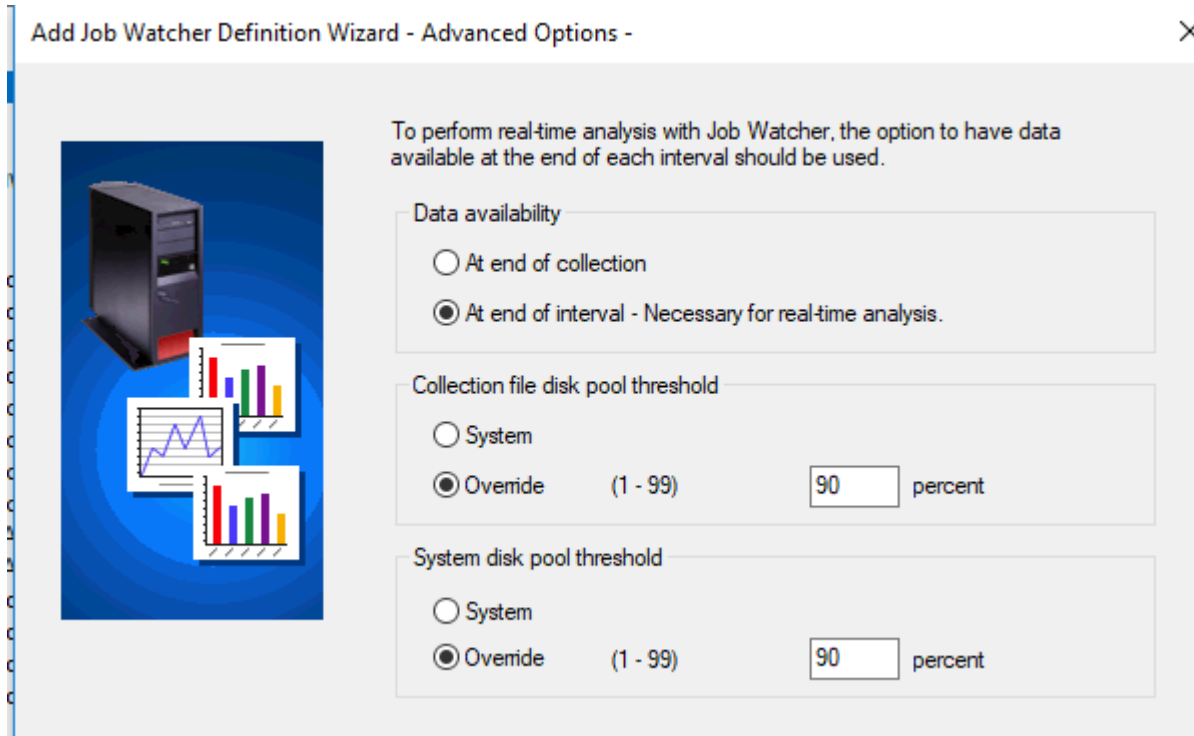 Add Job Watcher Definition Wizard - Advanced Options -
To perform real-time analysis with Job Watcher, the option to have data
available at the end of each interval should be used.
Data availability
At end of collection
At end of interval - Necessary for real-time analysis.
Collection file disk pool threshold
System
Override (1 - 99) 90 percent
System disk pool threshold
System
Override (1 - 99) 90 percent